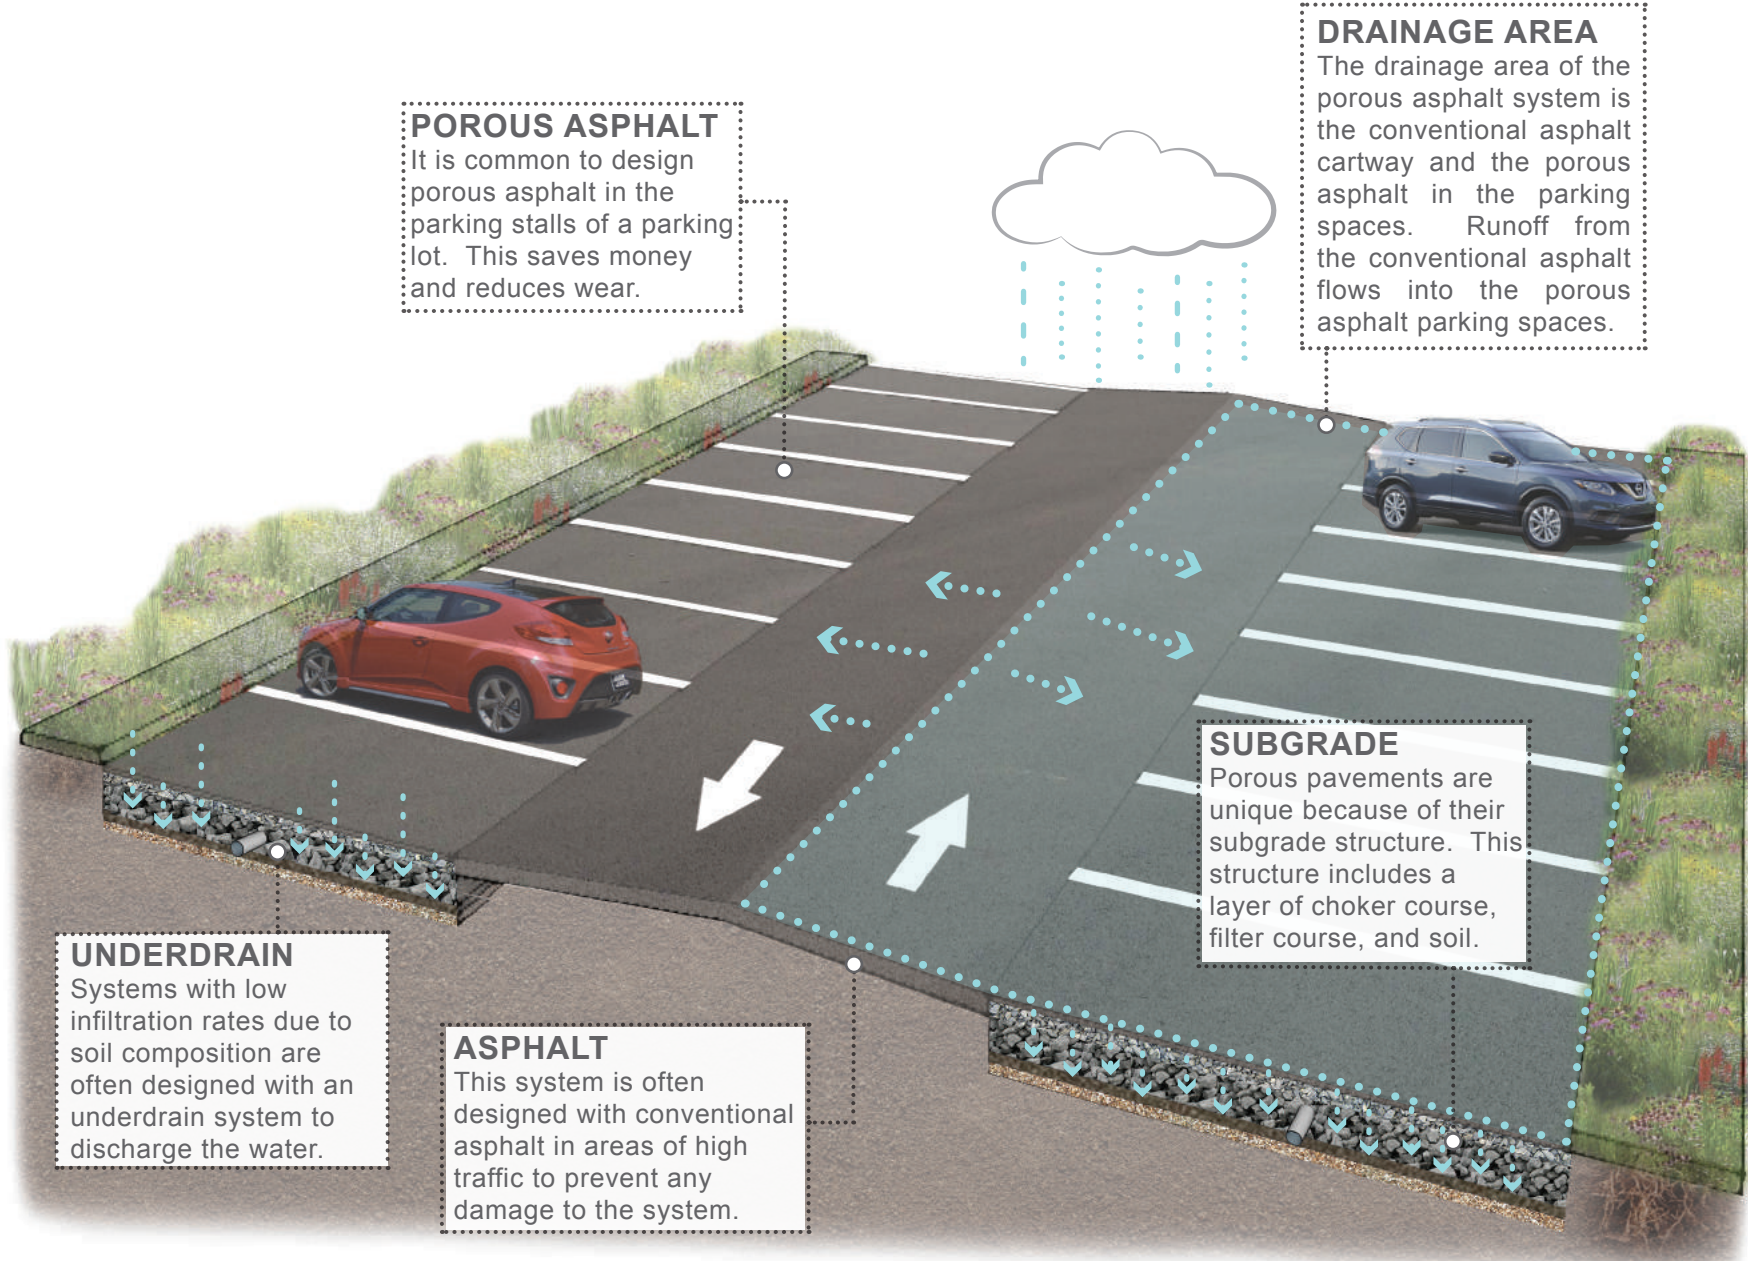 POROUS ASPHALT
It is common to design
porous asphalt in the
parking stalls of a parking
lot. This saves money
and reduces wear.
DRAINAGE AREA
The drainage area of the
porous asphalt system is
the conventional asphalt
cartway and the porous
asphalt in the parking
spaces. Runoff from
the conventional asphalt
flows into the porous
asphalt parking spaces.
SUBGRADE
Porous pavements are
unique because of their
subgrade structure. This
structure includes a
layer of choker course,
filter course, and soil.
UNDERDRAIN
Systems with low
infiltration rates due to
soil composition are
often designed with an
underdrain system to
discharge the water.
ASPHALT
This system is often
designed with conventional
asphalt in areas of high
traffic to prevent any
damage to the system.